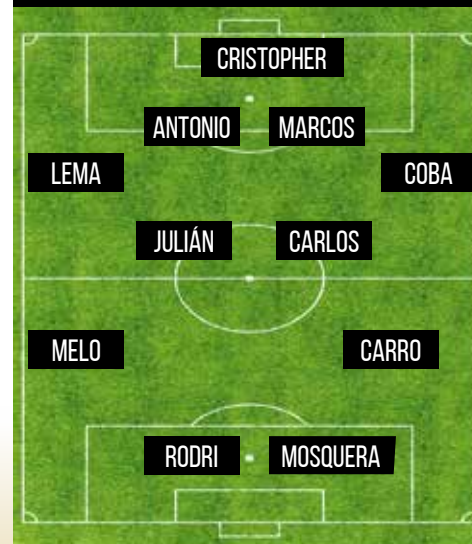 CRISTOPHER
ANTONIO MARCOS
LEMA COBA
JULIÁN CARLOS
MELO CARRO
RODRI MOSQUERA